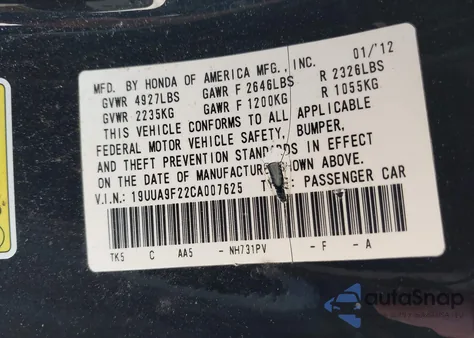 MFD. BY HONDA OF AMERICA MFG., INC. 01/'12
GVWR 4927LBS GAWR F 2646LBS R 2326LBS
GVWR 2235KG GAWR F 1200KG R 1055KG
THIS VEHICLE CONFORMS TO ALL APPLICABLE
FEDERAL MOTOR VEHICLE SAFETY, BUMPER,
AND THEFT PREVENTION STANDARDS IN EFFECT
ON THE DATE OF MANUFACTURE SHOWN ABOVE.
V.I.N.: 19UUA9F22CA007625 TYPE: PASSENGER CAR
TK5 C AA5 - NH731PV - F - A
autoSnap